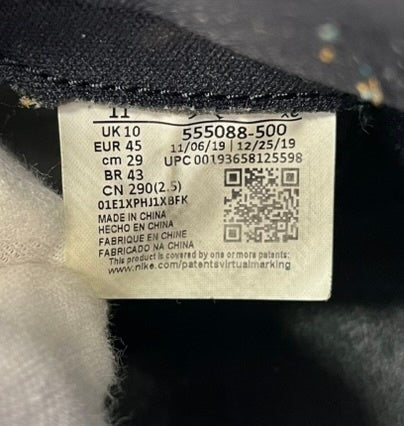 11
UK 10 555088-500
EUR 45 11/06/19 | 12/25/19
cm 29 UPC 00193658125598
BR 43
CN 290(2.5)
01E1XPHJ1XBFK
MADE IN CHINA
HECHO EN CHINA
FABRIQUE EN CHINE
FABRICADO NA CHINA
This product is covered by one or more patents:
www.nike.com/patentsvirtualmarking